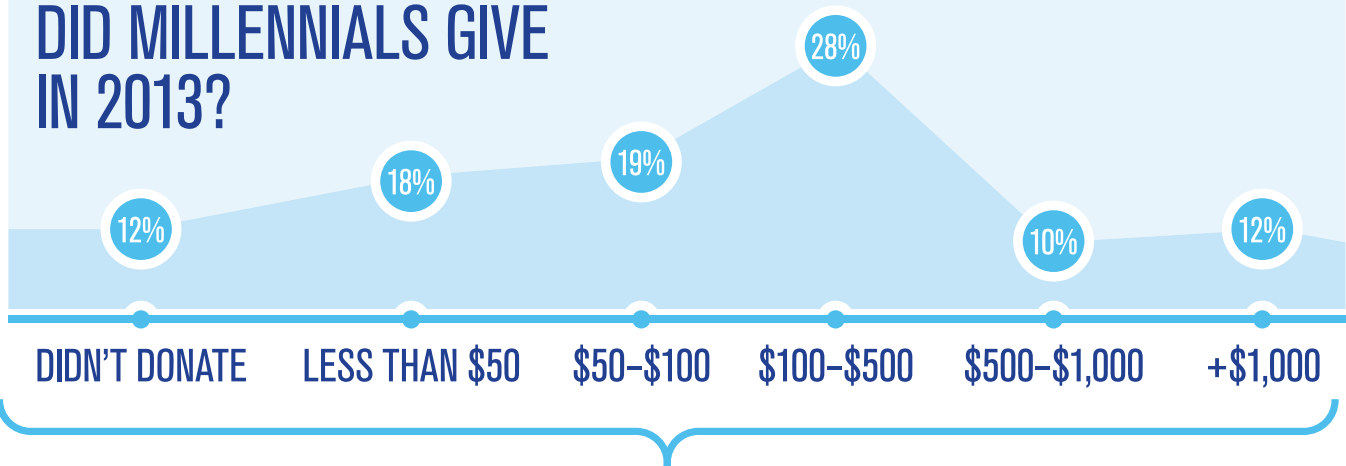 DID MILLENNIALS GIVE
IN 2013?
12%
18%
19%
28%
10%
12%
DIDN'T DONATE
LESS THAN $50
$50–$100
$100–$500
$500–$1,000
+$1,000